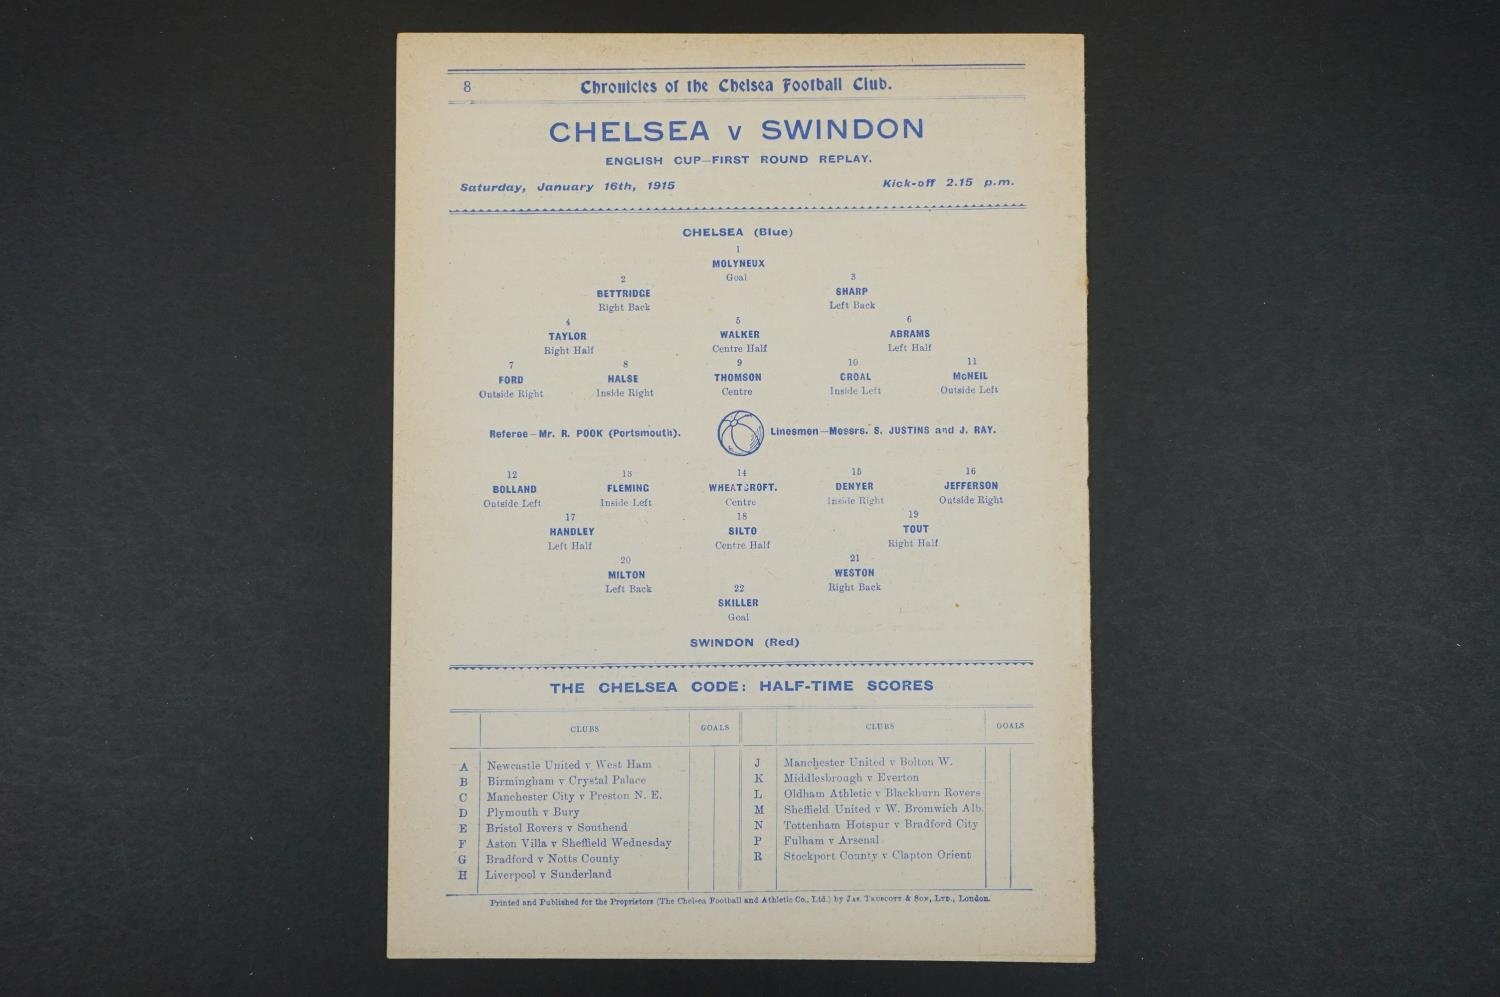 8 Chronicles of the Chelsea Football Club.
CHELSEA v SWINDON
ENGLISH CUP—FIRST ROUND REPLAY.
Saturday, January 16th, 1915 Kick-off 2.15 p.m.
CHELSEA (Blue)
1
MOLYNEUX
Goal
2 3
BETTRIDGE SHARP
Right Back Left Back
4 5 6
TAYLOR WALKER ABRAMS
Right Half Centre Half Left Half
7 8 9 10 11
FORD HALSE THOMSON CROAL McNEIL
Outside Right Inside Right Centre Inside Left Outside Left
Referee—Mr. R. POOK (Portsmouth). Linesmen—Messrs. S. JUSTINS and J. RAY.
12 13 14 15 16
BOLLAND FLEMING WHEATCROFT. DENYER JEFFERSON
Outside Left Inside Left Centre Inside Right Outside Right
17 18 19
HANDLEY SILTO TOUT
Left Half Centre Half Right Half
20 21
MILTON WESTON
Left Back Right Back
22
SKILLER
Goal
SWINDON (Red)
THE CHELSEA CODE: HALF-TIME SCORES
CLUBS GOALS CLUBS GOALS
A Newcastle United v West Ham J Manchester United v Bolton W.
B Birmingham v Crystal Palace K Middlesbrough v Everton
C Manchester City v Preston N. E. L Oldham Athletic v Blackburn Rovers
D Plymouth v Bury M Sheffield United v W. Bromwich Alb.
E Bristol Rovers v Southend N Tottenham Hotspur v Bradford City
F Aston Villa v Sheffield Wednesday P Fulham v Arsenal
G Bradford v Notts County R Stockport County v Clapton Orient
H Liverpool v Sunderland
Printed and Published for the Proprietors (The Chelsea Football and Athletic Co., Ltd.) by JAS. TRUSCOTT & SON, LTD., London.